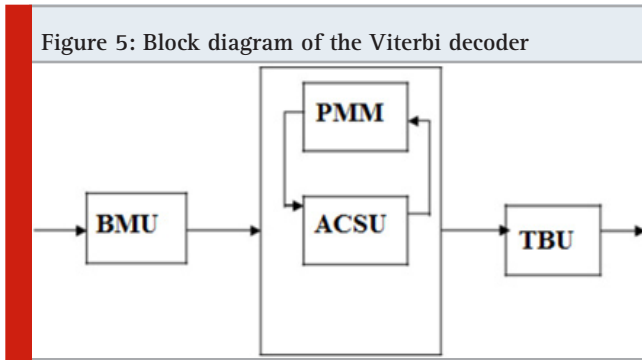 Figure 5: Block diagram of the Viterbi decoder
PMM
BMU
ACSU
TBU